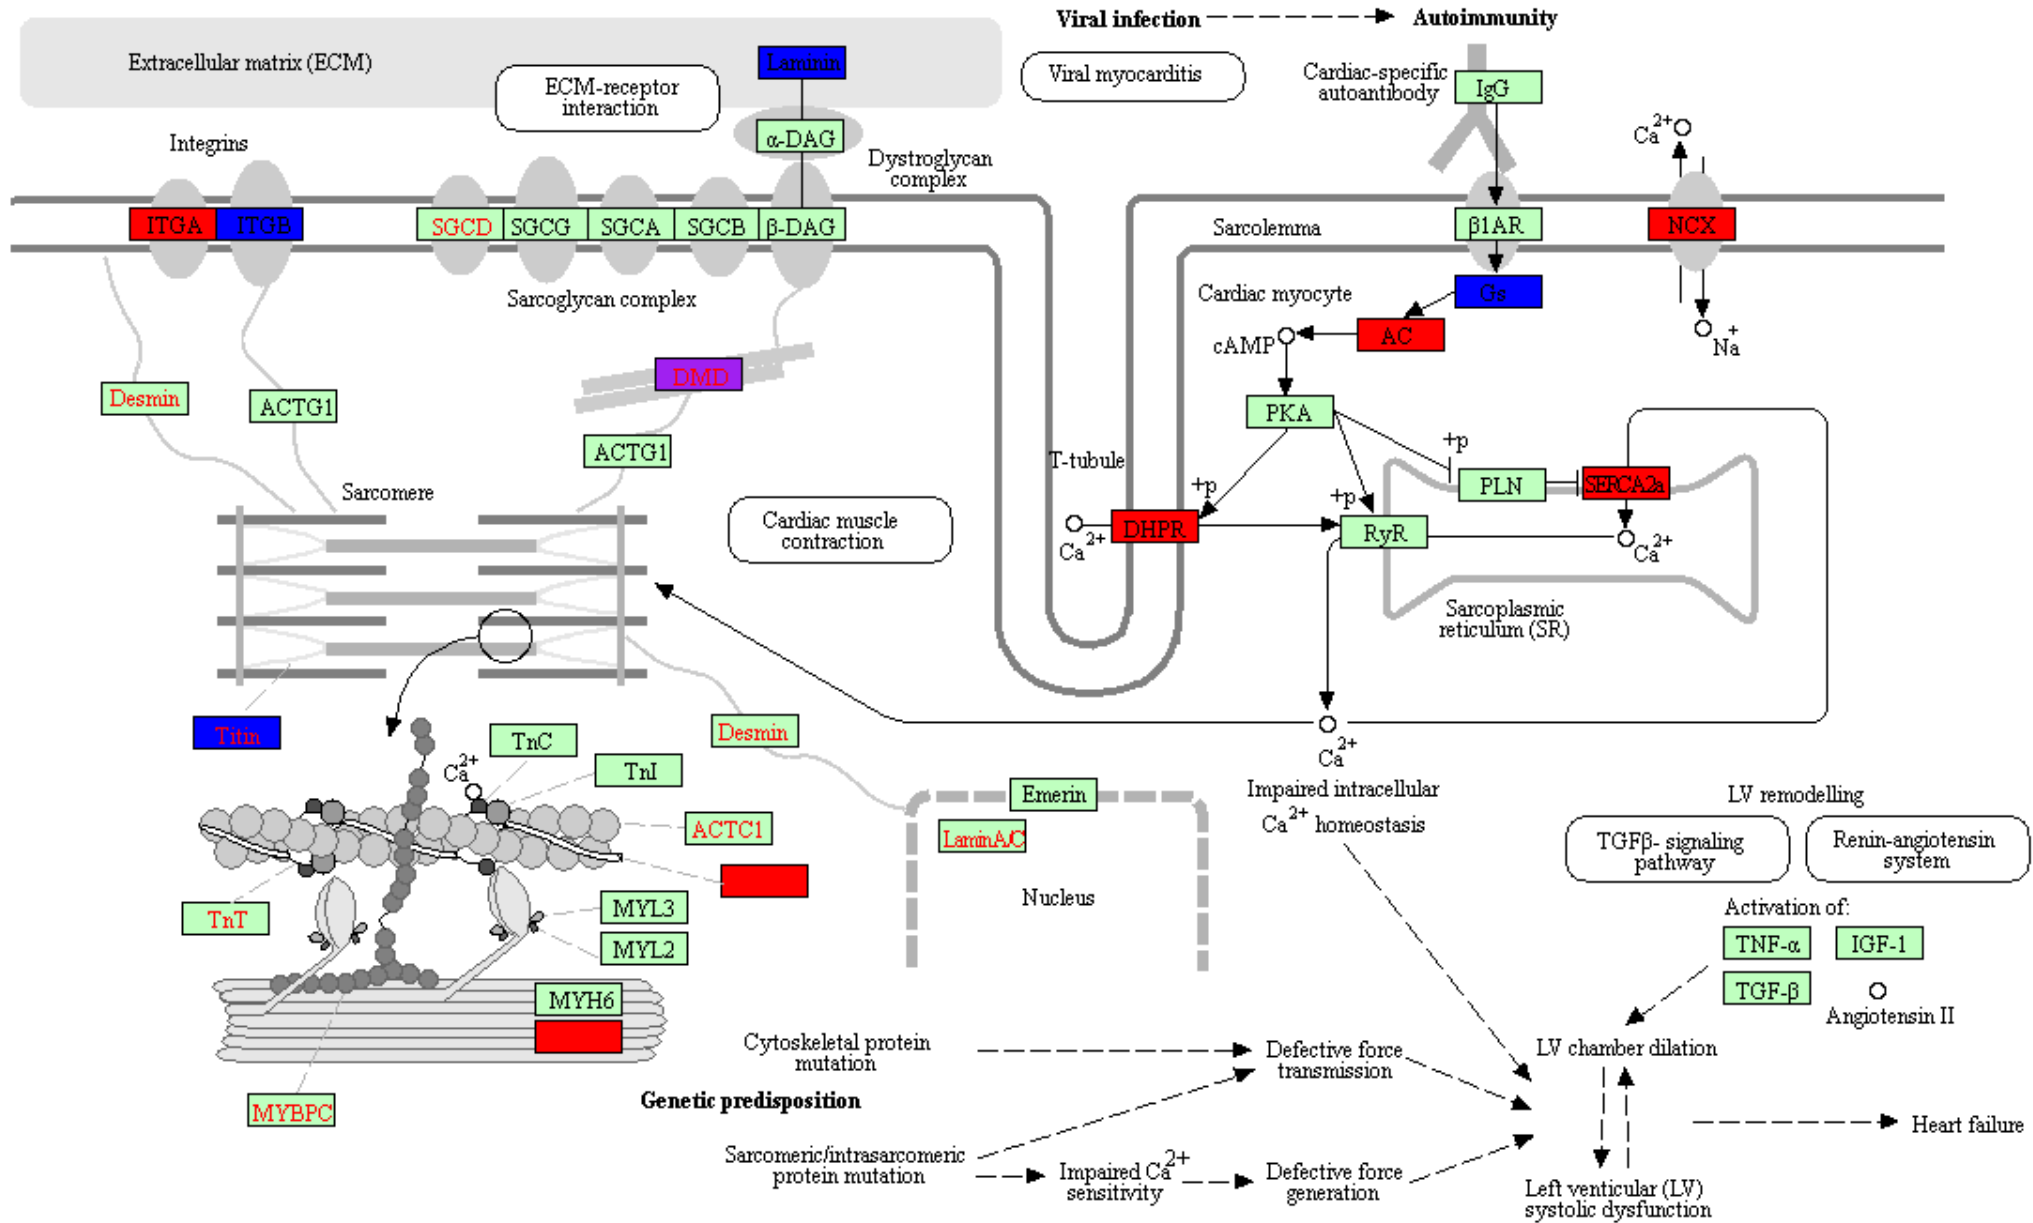 Viral infection
Autoimmunity
Extracellular matrix (ECM)
Laminin
ECM-receptor
interaction
Viral myocarditis
Cardiac-specific
autoantibody
IgG
α-DAG
Ca2+
Integrins
Dystroglycan
complex
ITGA
ITGB
SGCD
SGCG
SGCA
SGCB
β-DAG
Sarcolemma
β1AR
NCX
Sarcoglycan complex
Cardiac myocyte
Gs
AC
cAMP
Na+
DMD
Desmin
ACTG1
PKA
ACTG1
T-tubule
+p
+p
+p
PLN
SERCA2a
Sarcomere
Cardiac muscle
contraction
Ca2+
DHPR
RyR
Ca2+
Sarcoplasmic
reticulum (SR)
Titin
TnC
Desmin
Ca2+
TnI
Ca2+
Emerin
Impaired intracellular
Ca2+ homeostasis
LV remodelling
ACTC1
LaminA/C
TGFβ- signaling
pathway
Renin-angiotensin
system
Nucleus
TnT
MYL3
MYL2
Activation of:
TNF-α
IGF-1
TGF-β
Angiotensin II
MYH6
Cytoskeletal protein
mutation
Defective force
transmission
LV chamber dilation
MYBPC
Genetic predisposition
Heart failure
Sarcomeric/intrasarcomeric
protein mutation
Impaired Ca2+
sensitivity
Defective force
generation
Left venticular (LV)
systolic dysfunction